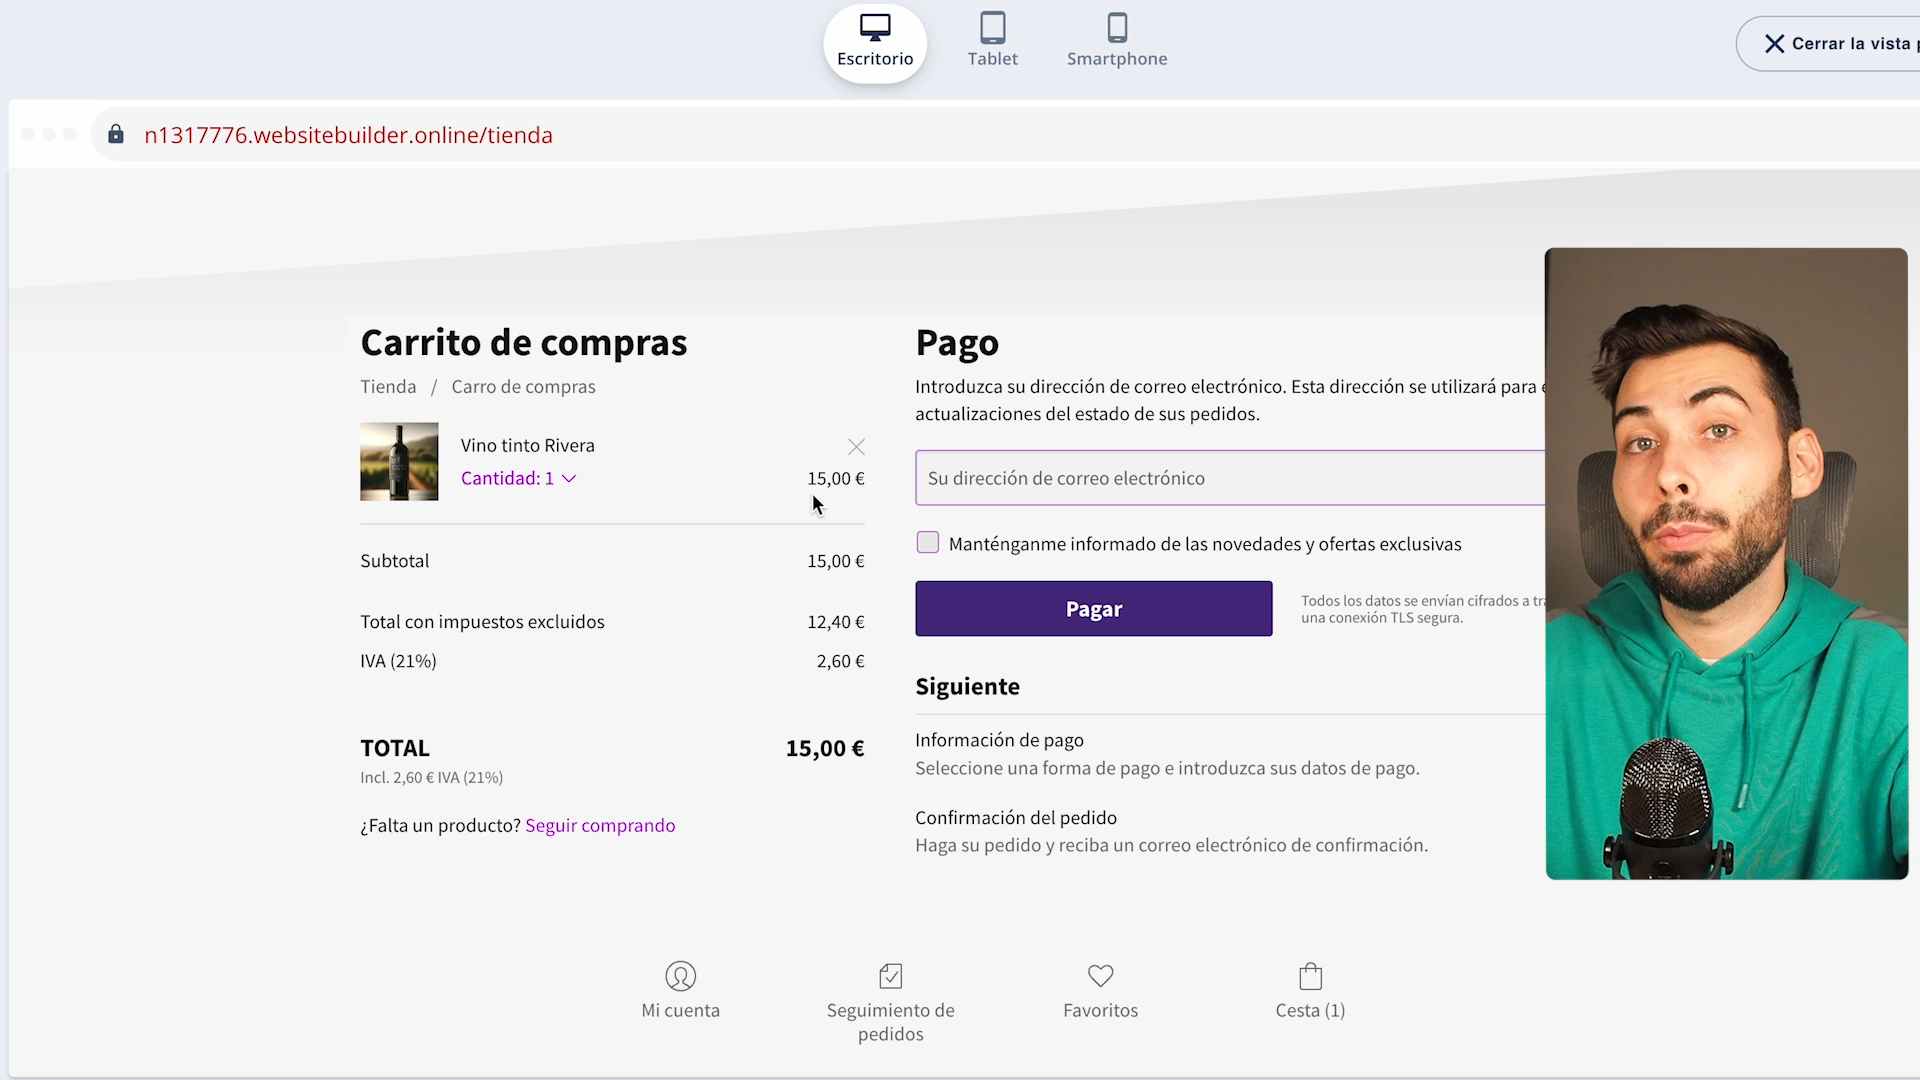 Escritorio
Tablet
Smartphone
Cerrar la vista
n1317776.websitebuilder.online/tienda
Carrito de compras
Tienda / Carro de compras
Vino tinto Rivera
Cantidad: 1
15,00 €
Subtotal 15,00 €
Total con impuestos excluidos 12,40 €
IVA (21%) 2,60 €
TOTAL 15,00 €
Incl. 2,60 € IVA (21%)
¿Falta un producto? Seguir comprando
Pago
Introduzca su dirección de correo electrónico. Esta dirección se utilizará para
actualizaciones del estado de sus pedidos.
Su dirección de correo electrónico
Manténganme informado de las novedades y ofertas exclusivas
Pagar
Todos los datos se envían cifrados a
una conexión TLS segura.
Siguiente
Información de pago
Seleccione una forma de pago e introduzca sus datos de pago.
Confirmación del pedido
Haga su pedido y reciba un correo electrónico de confirmación.
Mi cuenta
Seguimiento de
pedidos
Favoritos
Cesta (1)